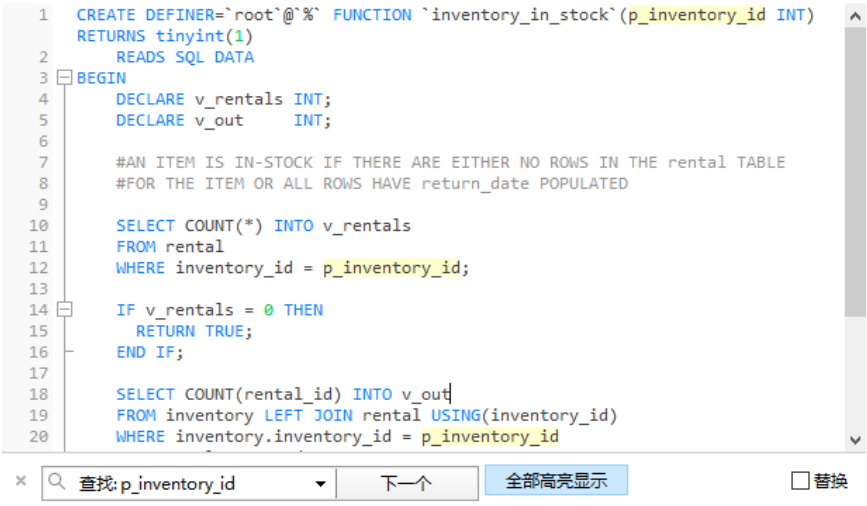 1 CREATE DEFINER=`root`@`%` FUNCTION `inventory_in_stock`(p_inventory_id INT)
RETURNS tinyint(1)
2 READS SQL DATA
3 BEGIN
4 DECLARE v_rentals INT;
5 DECLARE v_out     INT;
6
7 #AN ITEM IS IN-STOCK IF THERE ARE EITHER NO ROWS IN THE rental TABLE
8 #FOR THE ITEM OR ALL ROWS HAVE return_date POPULATED
9
10 SELECT COUNT(*) INTO v_rentals
11 FROM rental
12 WHERE inventory_id = p_inventory_id;
13
14 IF v_rentals = 0 THEN
15 RETURN TRUE;
16 END IF;
17
18 SELECT COUNT(rental_id) INTO v_out
19 FROM inventory LEFT JOIN rental USING(inventory_id)
20 WHERE inventory.inventory_id = p_inventory_id
× 查找: p_inventory_id 下一个 全部高亮显示 替换